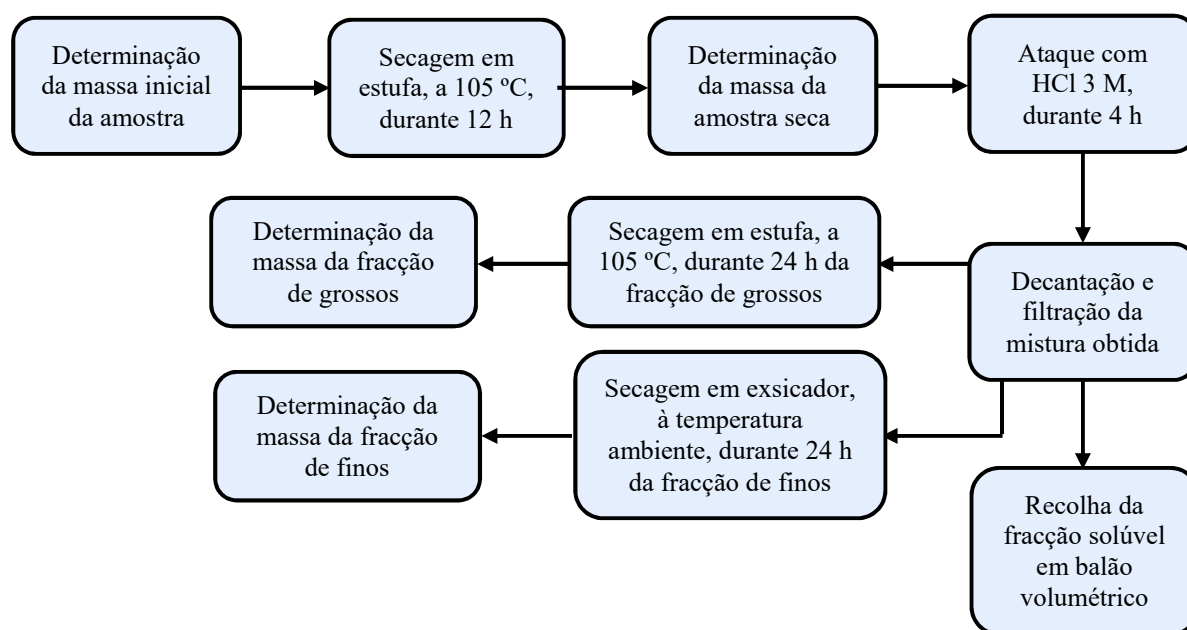 Determinação
da massa inicial
da amostra
Secagem em
estufa, a 105 ºC,
durante 12 h
Determinação
da massa da
amostra seca
Ataque com
HCl 3 M,
durante 4 h
Decantação e
filtração da
mistura obtida
Secagem em estufa, a
105 ºC, durante 24 h da
fracção de grossos
Determinação da
massa da fracção
de grossos
Secagem em exsicador,
à temperatura
ambiente, durante 24 h
da fracção de finos
Determinação da
massa da fracção
de finos
Recolha da
fracção solúvel
em balão
volumétrico